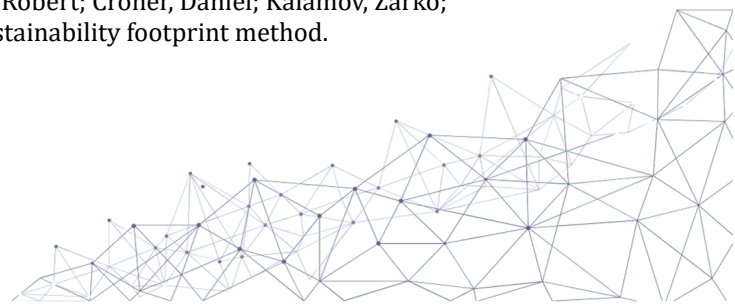 Robert; Croner, Daniel; Kalamov, Zarko;
stainability footprint method.